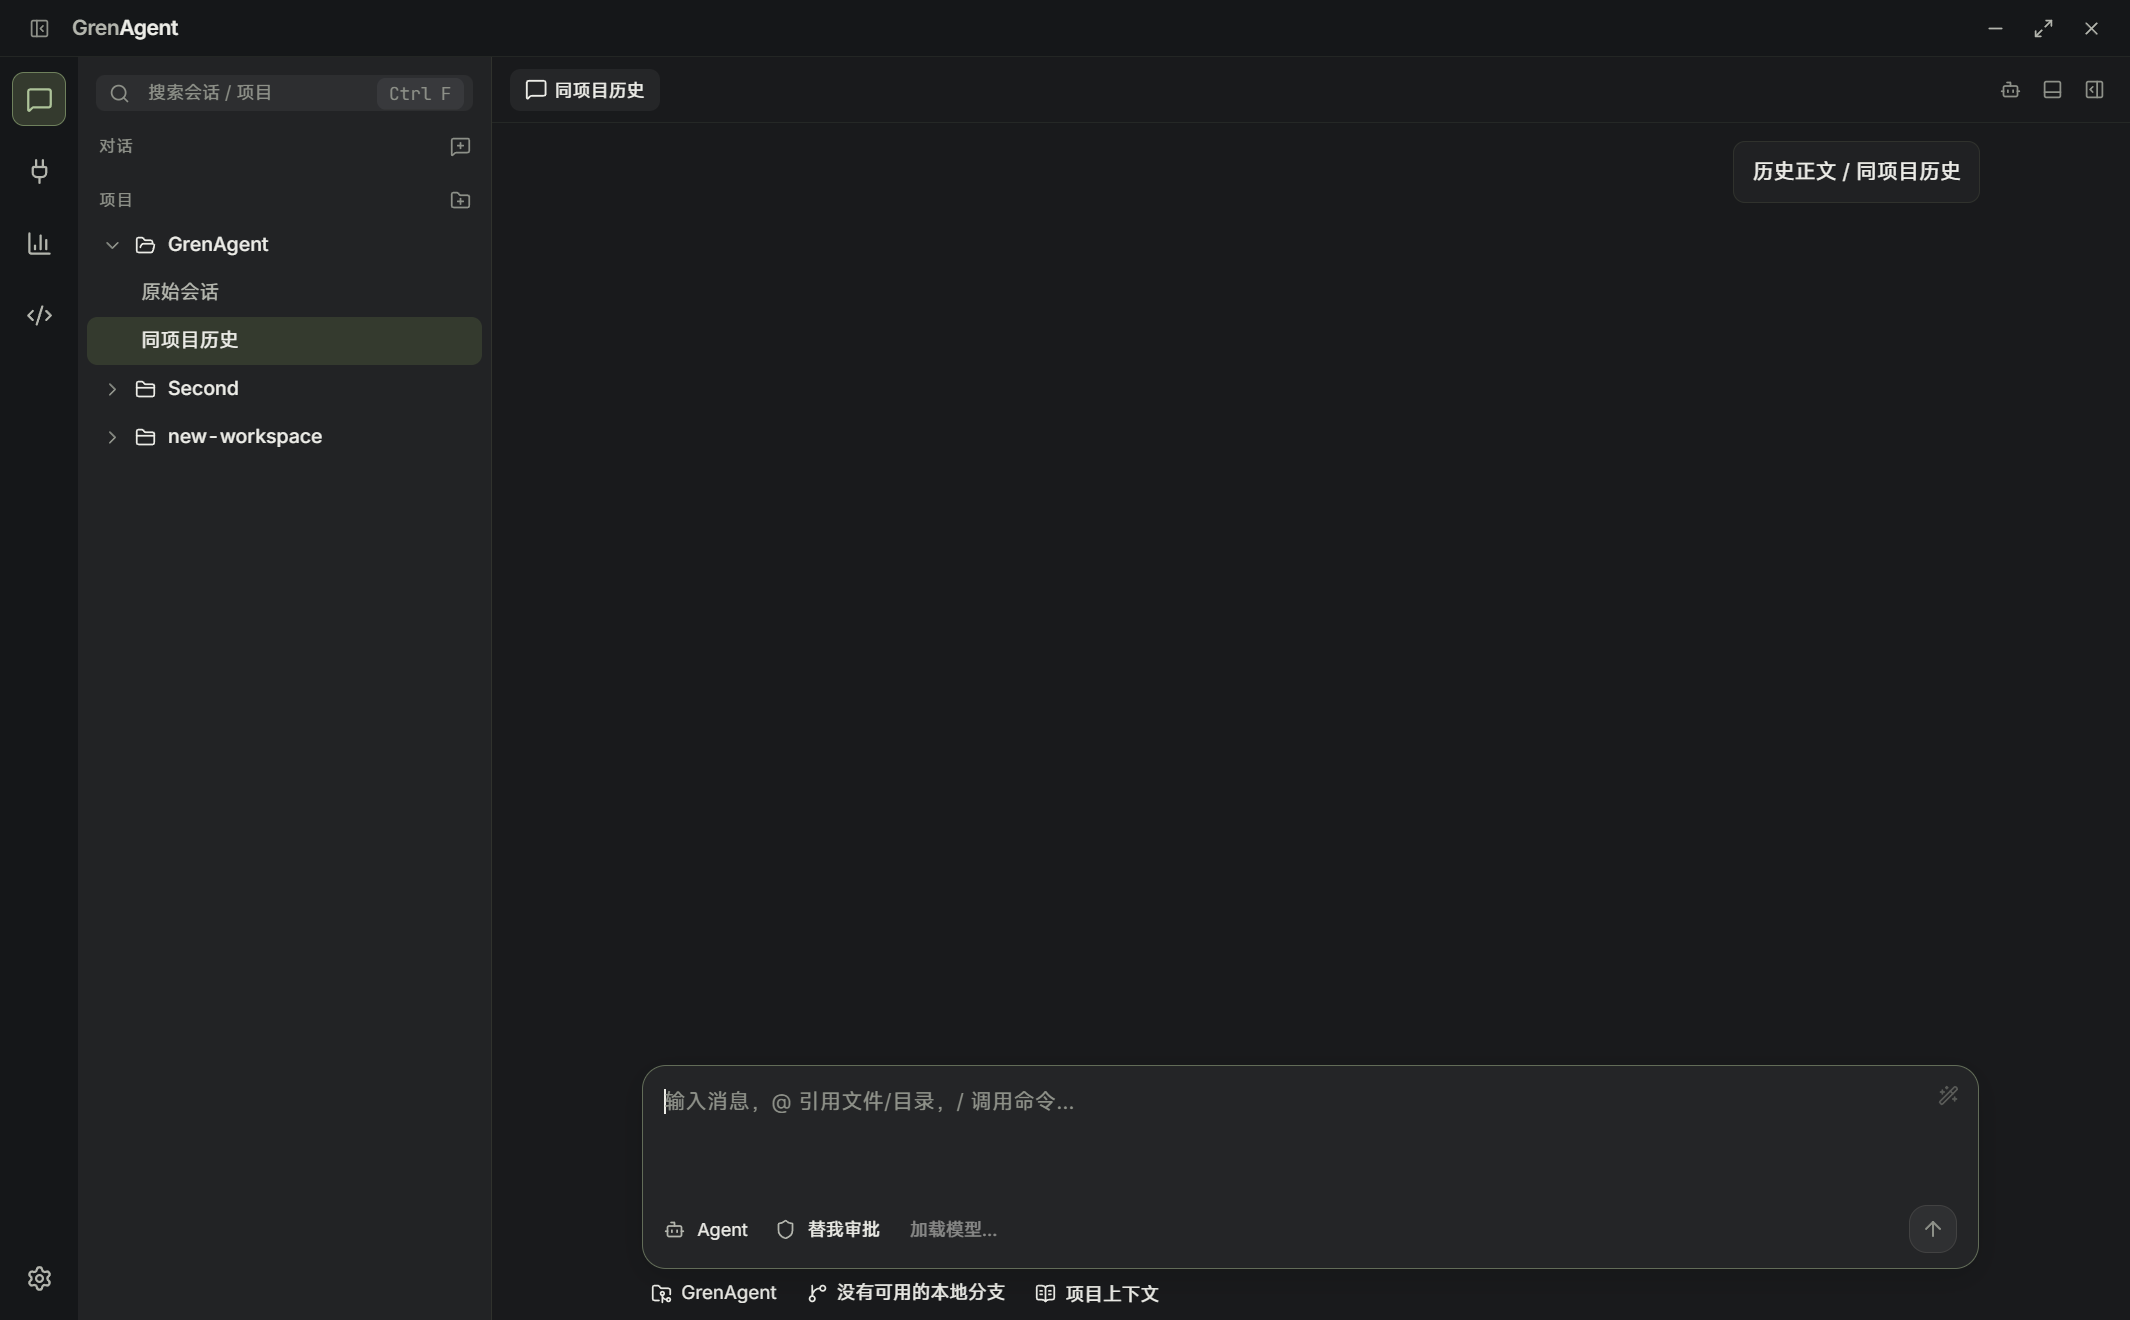 GrenAgent
搜索会话 / 项目 Ctrl F
对话
项目
GrenAgent
原始会话
同项目历史
Second
new-workspace
同项目历史
历史正文 / 同项目历史
输入消息，@ 引用文件/目录，/ 调用命令...
Agent 替我审批 加载模型...
GrenAgent 没有可用的本地分支 项目上下文